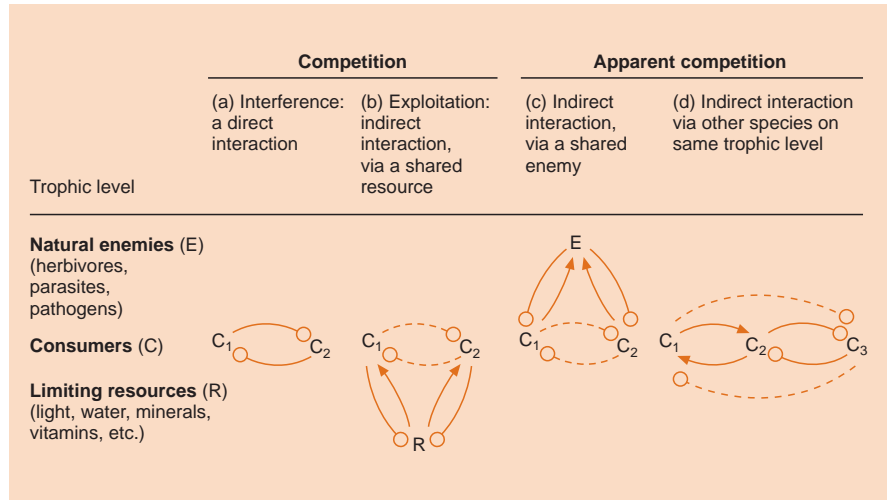 Competition
Apparent competition
(a) Interference:
a direct
interaction
(b) Exploitation:
indirect
interaction,
via a shared
resource
(c) Indirect
interaction,
via a shared
enemy
(d) Indirect interaction
via other species on
same trophic level
Trophic level
Natural enemies (E)
(herbivores,
parasites,
pathogens)
E
Consumers (C)
C₁
C₂
C₁
C₂
C₁
C₂
C₁
C₂
C₃
Limiting resources (R)
(light, water, minerals,
vitamins, etc.)
R